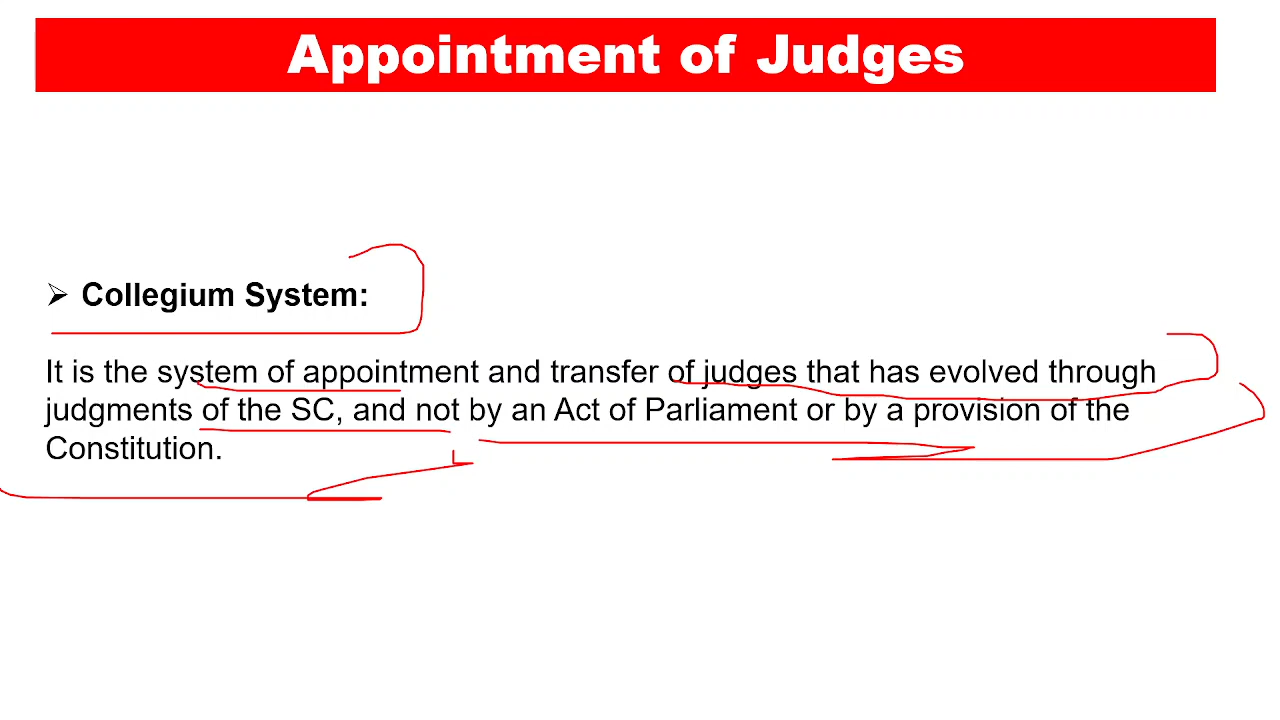 Appointment of Judges
➢ Collegium System:
It is the system of appointment and transfer of judges that has evolved through
judgments of the SC, and not by an Act of Parliament or by a provision of the
Constitution.